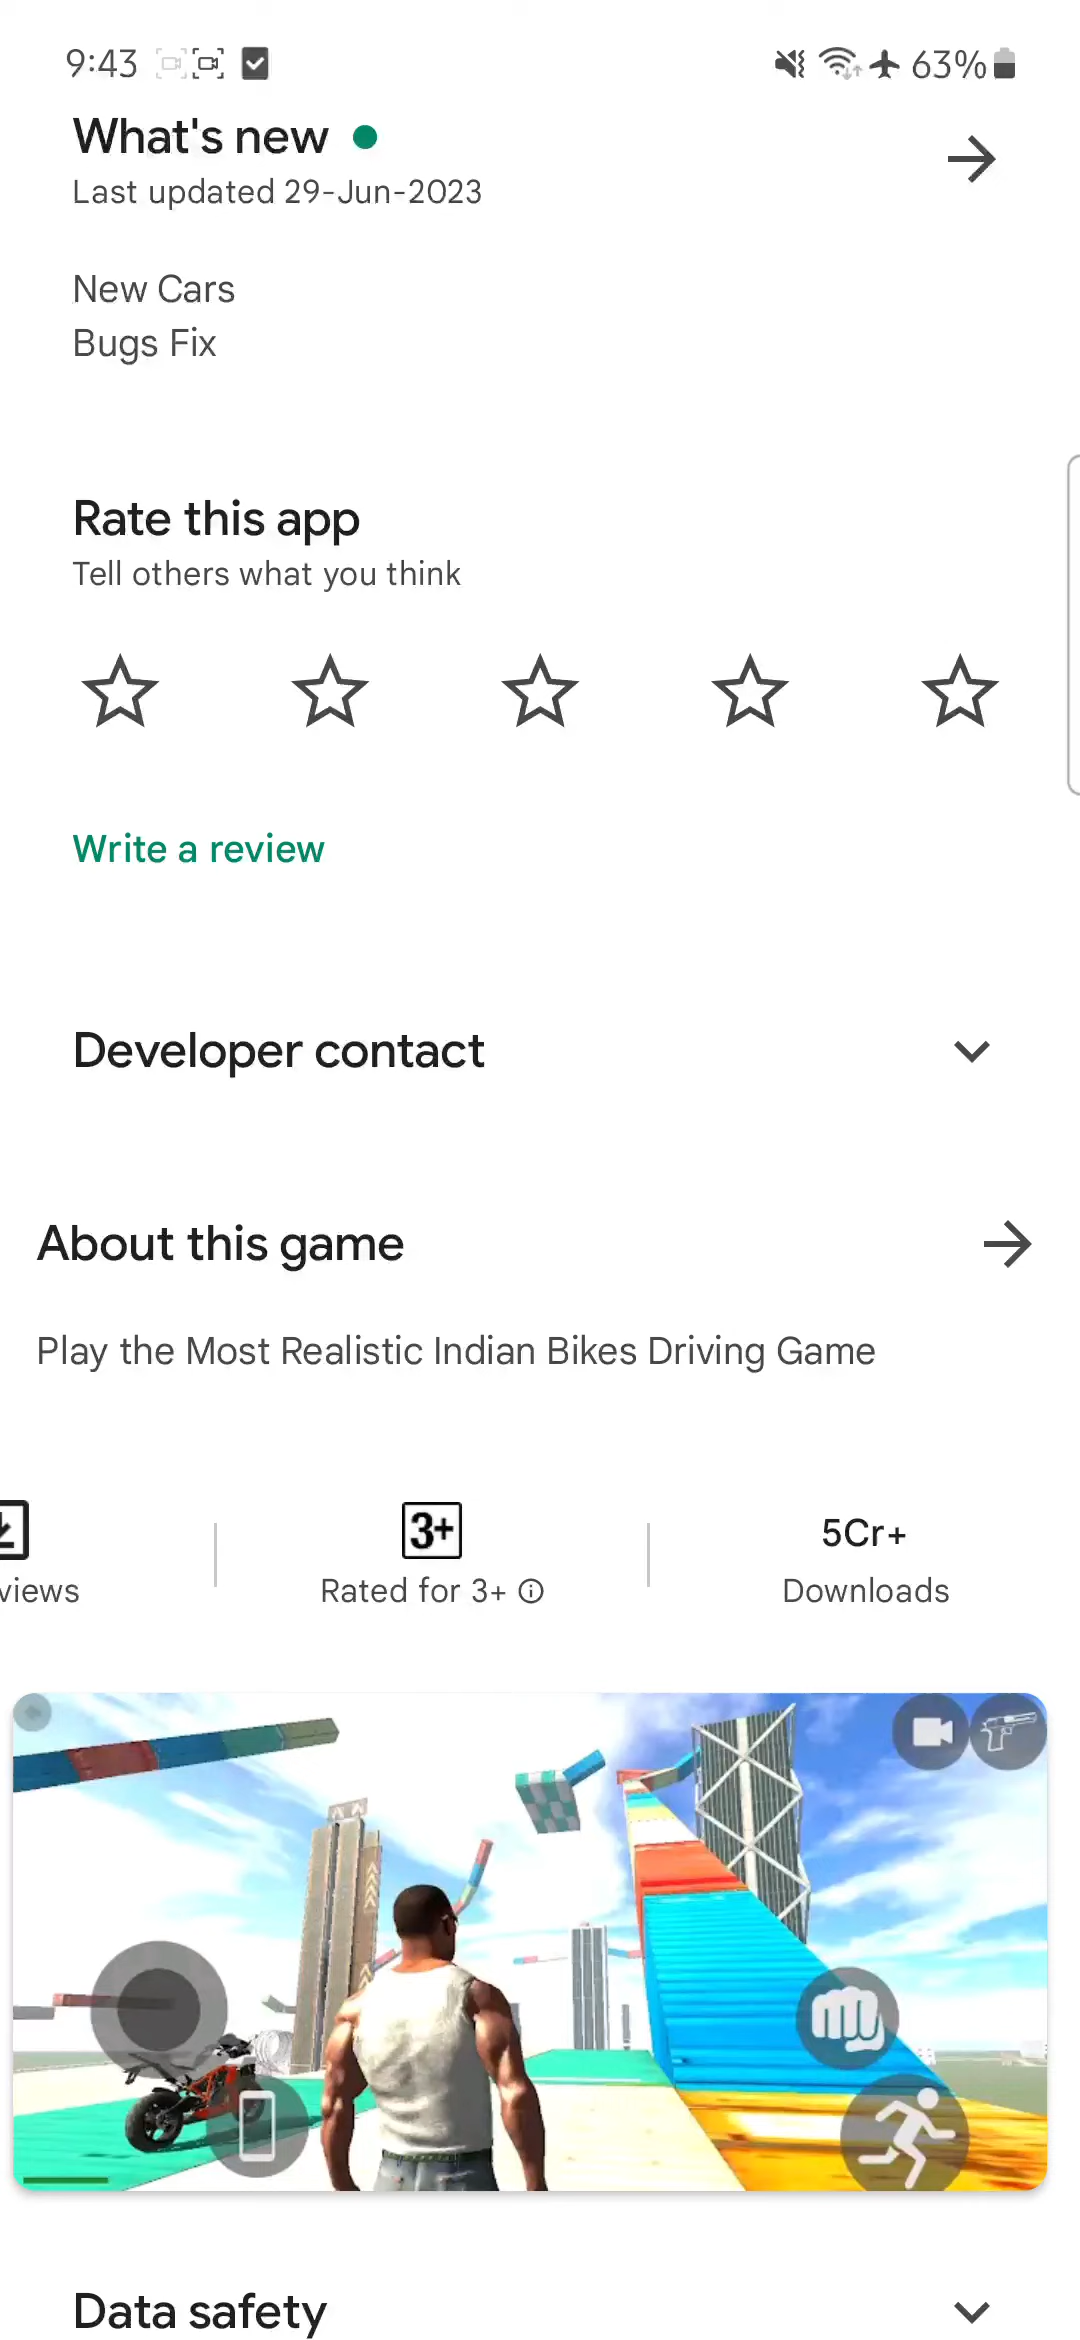 9:43
63%
What's new
Last updated 29-Jun-2023
New Cars
Bugs Fix
Rate this app
Tell others what you think
Write a review
Developer contact
About this game
Play the Most Realistic Indian Bikes Driving Game
3+
5Cr+
views
Rated for 3+
Downloads
Data safety